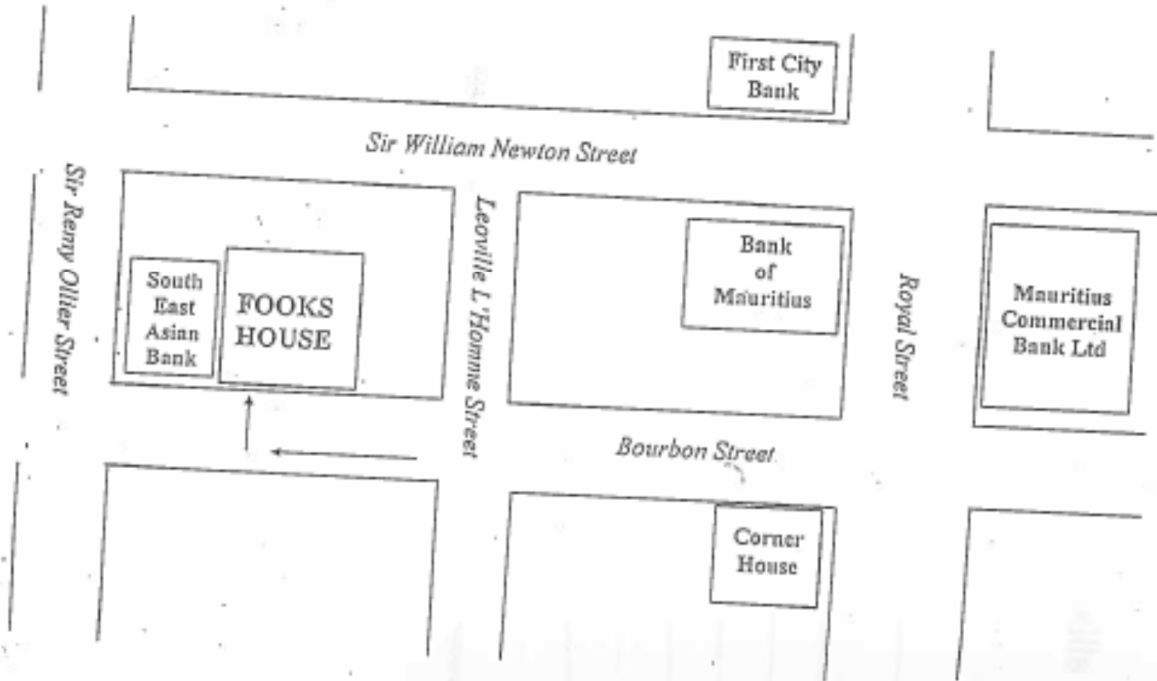 First City
Bank
Sir William Newton Street
Sir Remy Ollier Street
Leoville L'Homme Street
Bank
of
Mauritius
Royal Street
Mauritius
Commercial
Bank Ltd
South
East
Asian
Bank
FOOKS
HOUSE
Bourbon Street
Corner
House